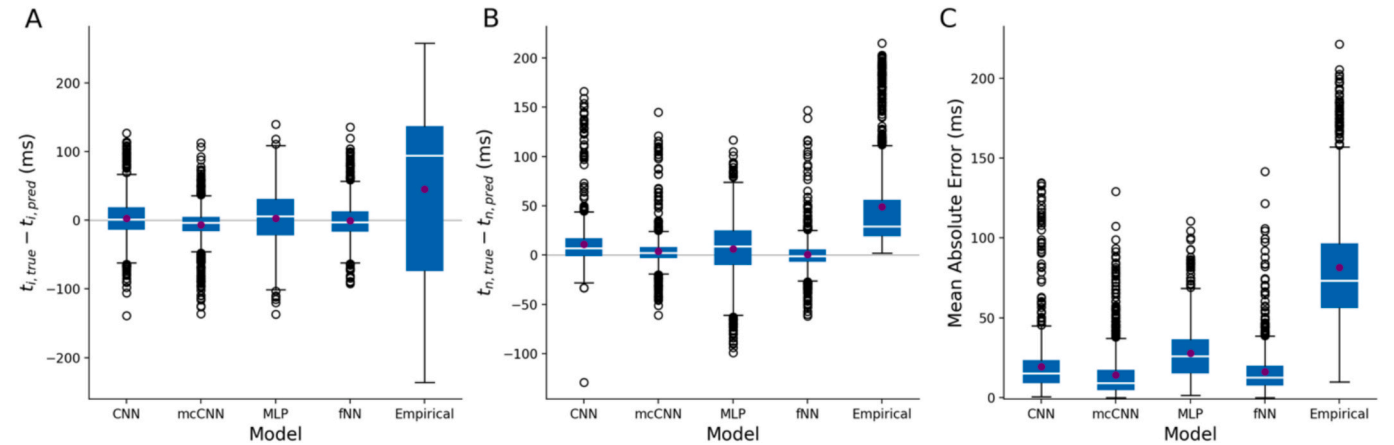 A
t_{i,true} − t_{i,pred} (ms)
200
100
0
−100
−200
CNN mcCNN MLP fNN Empirical
Model
B
t_{n,true} − t_{n,pred} (ms)
200
150
100
50
0
−50
−100
CNN mcCNN MLP fNN Empirical
Model
C
Mean Absolute Error (ms)
200
150
100
50
0
CNN mcCNN MLP fNN Empirical
Model